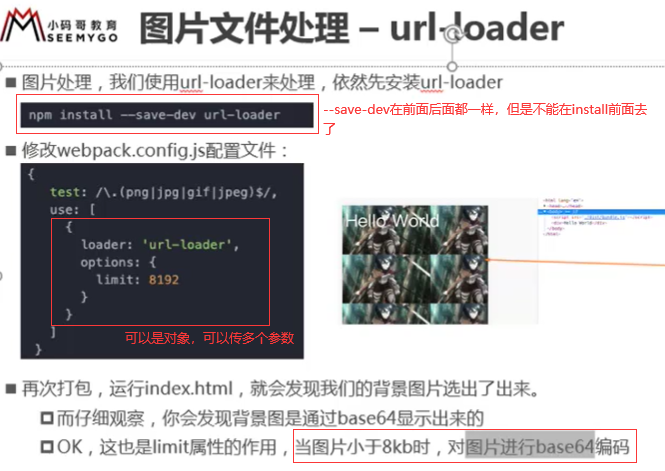 小码哥教育
SEEMYGO
图片文件处理 – url-loader
■ 图片处理，我们使用url-loader来处理，依然先安装url-loader
npm install --save-dev url-loader
--save-dev在前面后面都一样，但是不能在install前面去
了
■ 修改webpack.config.js配置文件：
{
test: /\.(png|jpg|gif|jpeg)$/,
use: [
{
loader: 'url-loader',
options: {
limit: 8192
}
}
]
}
可以是对象，可以传多个参数
Hello World
■ 再次打包，运行index.html，就会发现我们的背景图片选出了出来。
而仔细观察，你会发现背景图是通过base64显示出来的
OK，这也是limit属性的作用，当图片小于8kb时，对图片进行base64编码